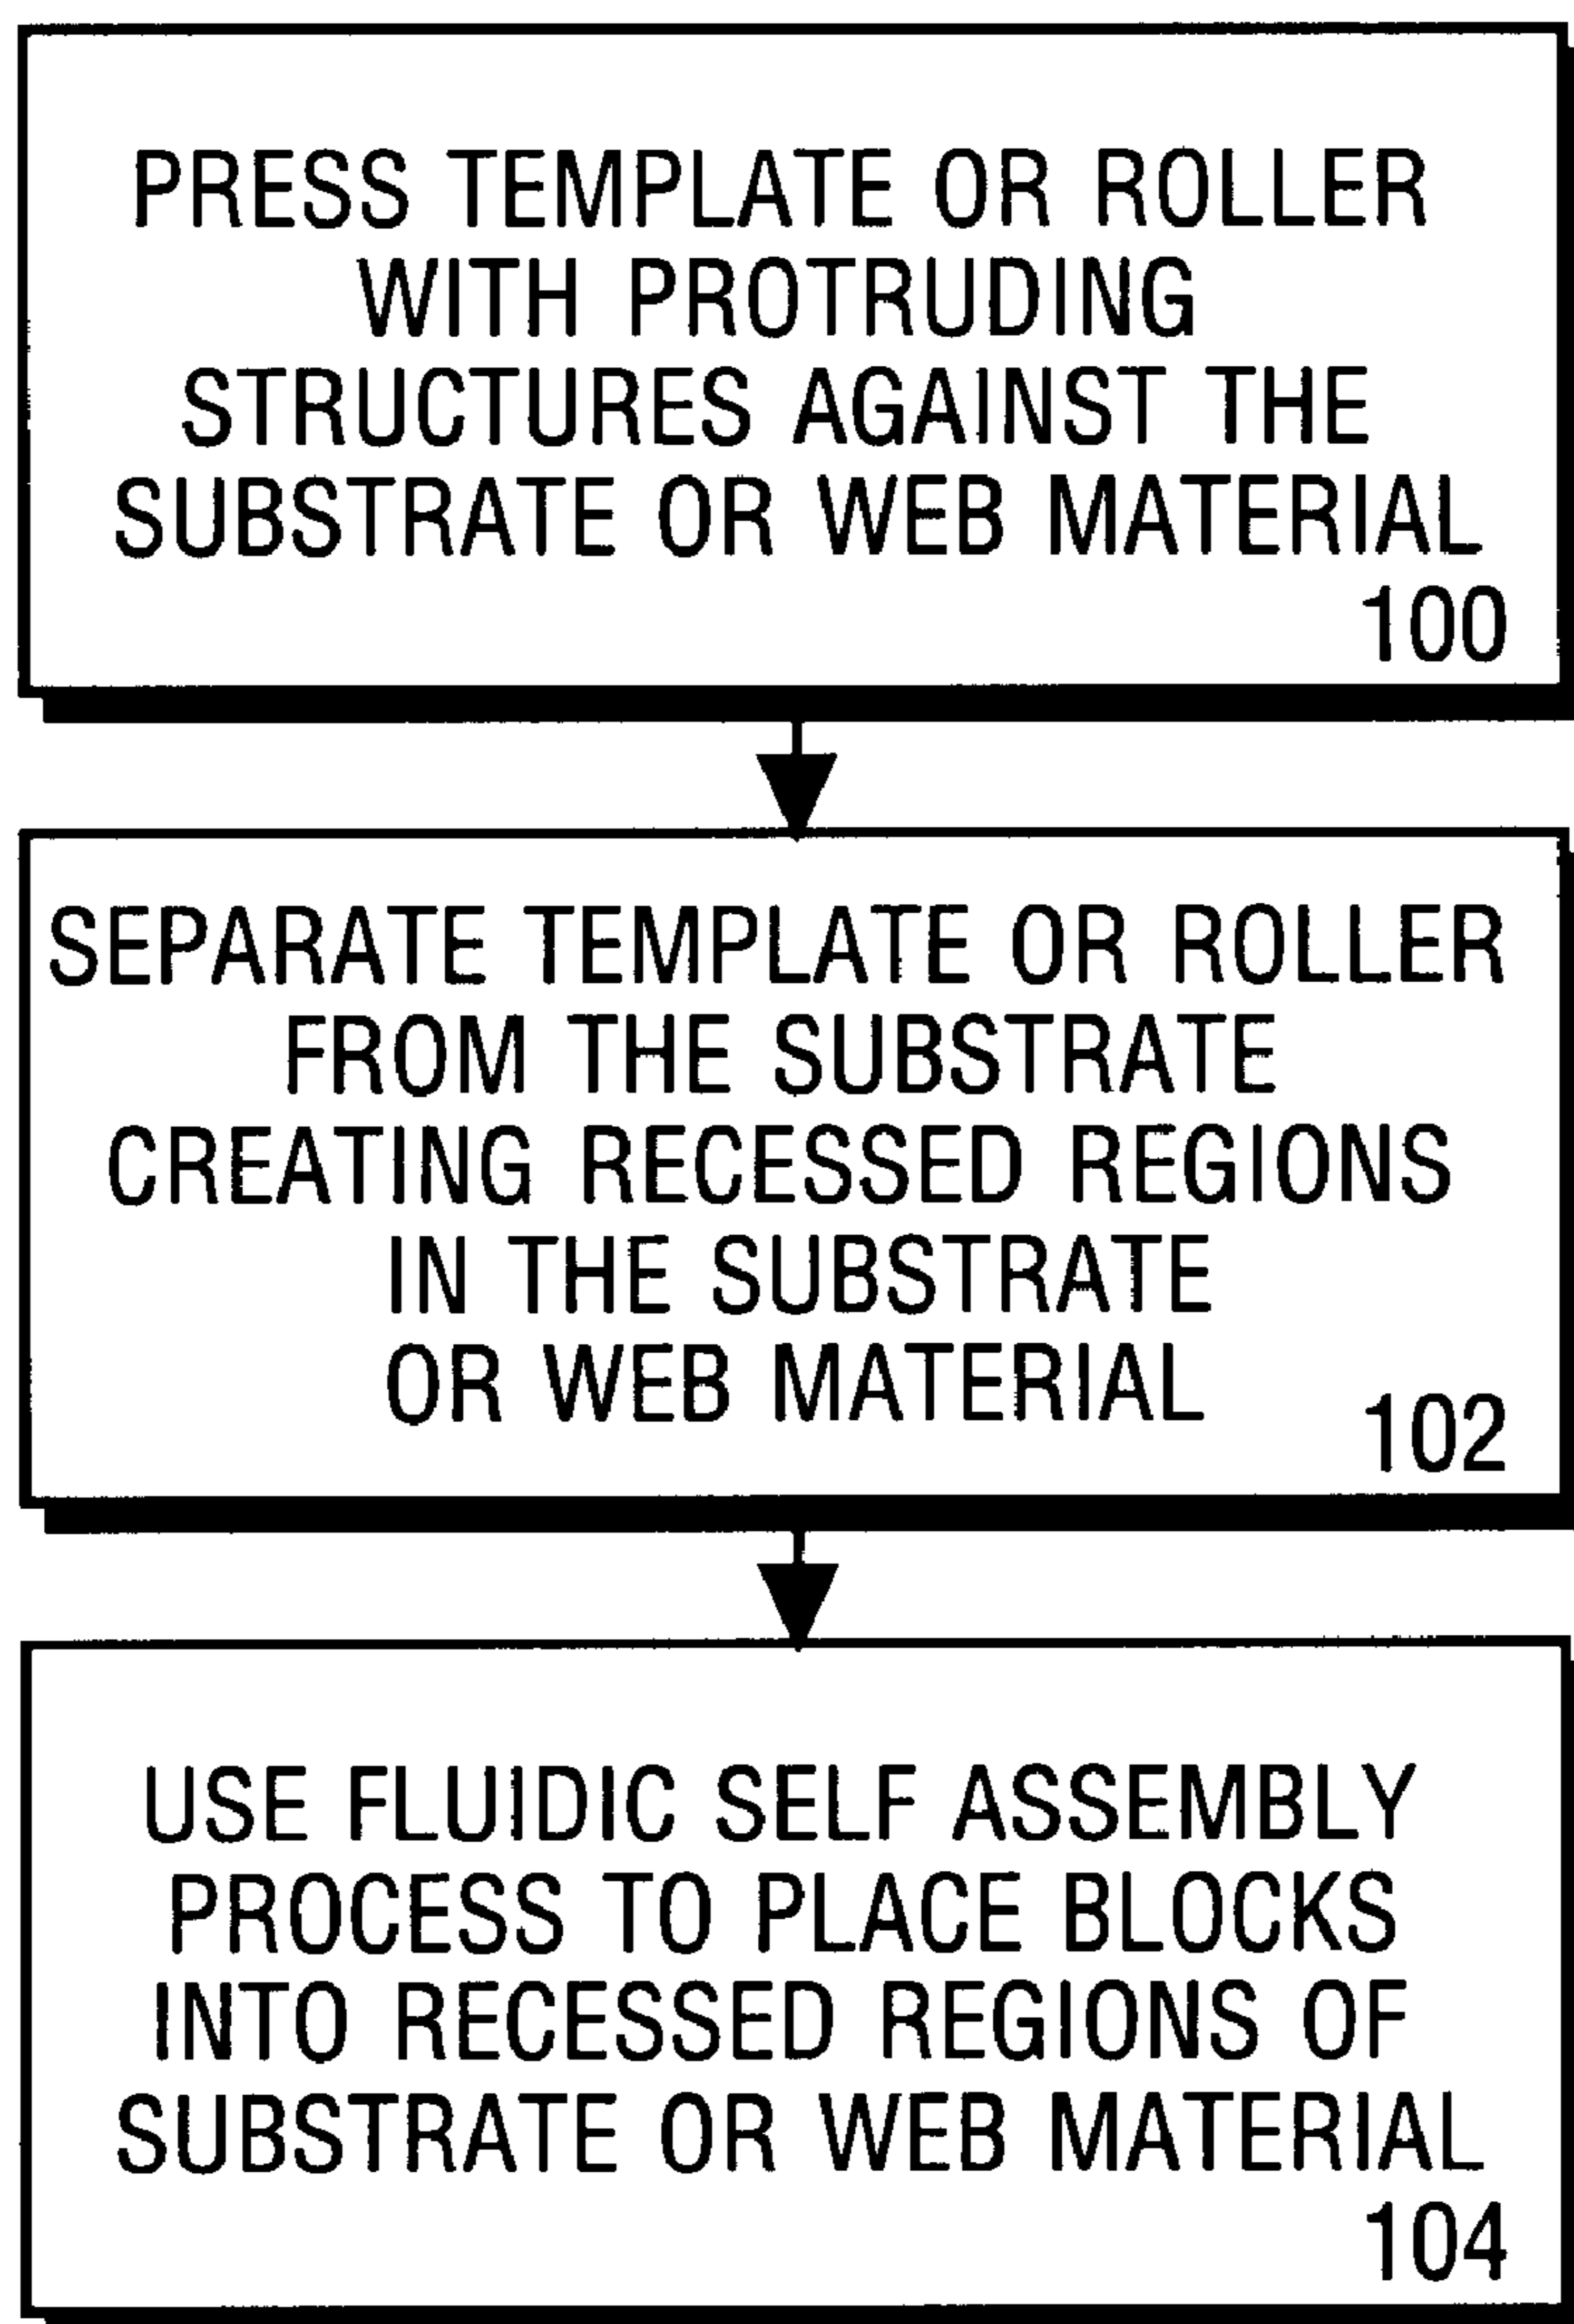 PRESS TEMPLATE OR ROLLER
WITH PROTRUDING
STRUCTURES AGAINST THE
SUBSTRATE OR WEB MATERIAL
100
SEPARATE TEMPLATE OR ROLLER
FROM THE SUBSTRATE
CREATING RECESSED REGIONS
IN THE SUBSTRATE
OR WEB MATERIAL
102
USE FLUIDIC SELF ASSEMBLY
PROCESS TO PLACE BLOCKS
INTO RECESSED REGIONS OF
SUBSTRATE OR WEB MATERIAL
104